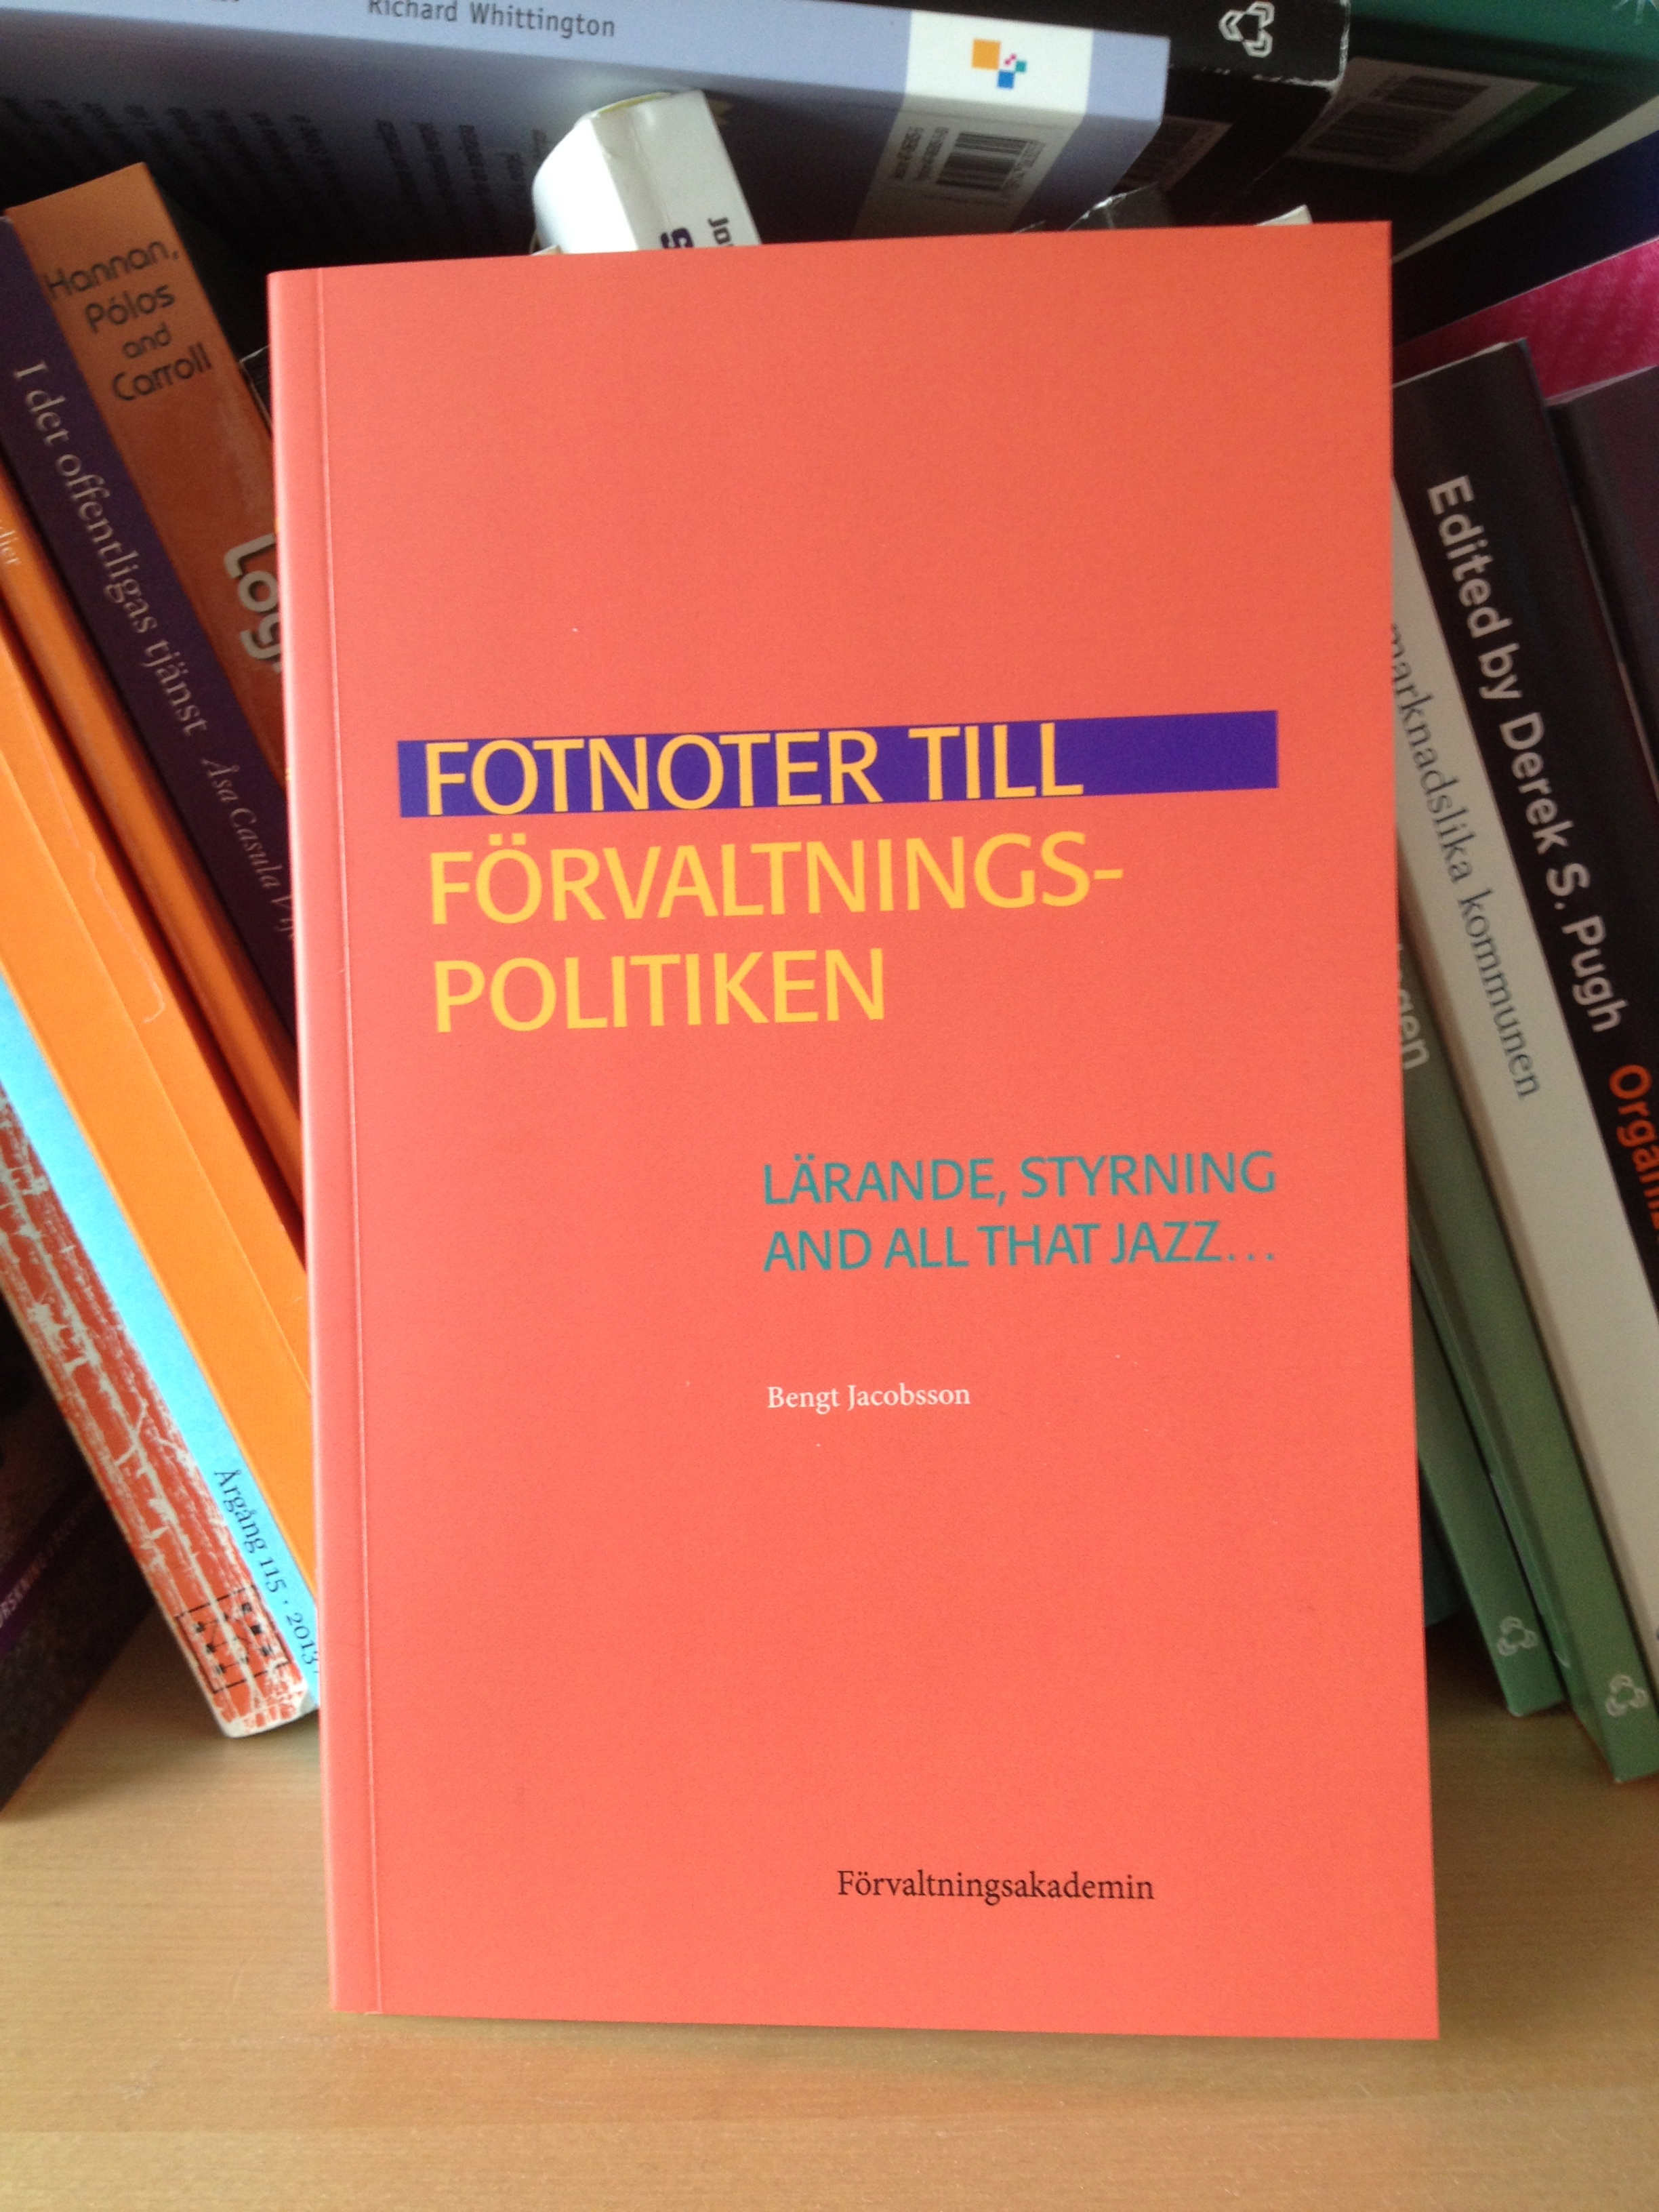 Richard Whittington
Hannan,
Pólos
and
Carroll
I det offentligas tjänst Åsa Casula
FOTNOTER TILL
FÖRVALTNINGS-
POLITIKEN
LÄRANDE, STYRNING
AND ALL THAT JAZZ...
Bengt Jacobsson
Förvaltningsakademin
Årgång 115 · 2013
marknadslika kommunen
Edited by Derek S. Pugh